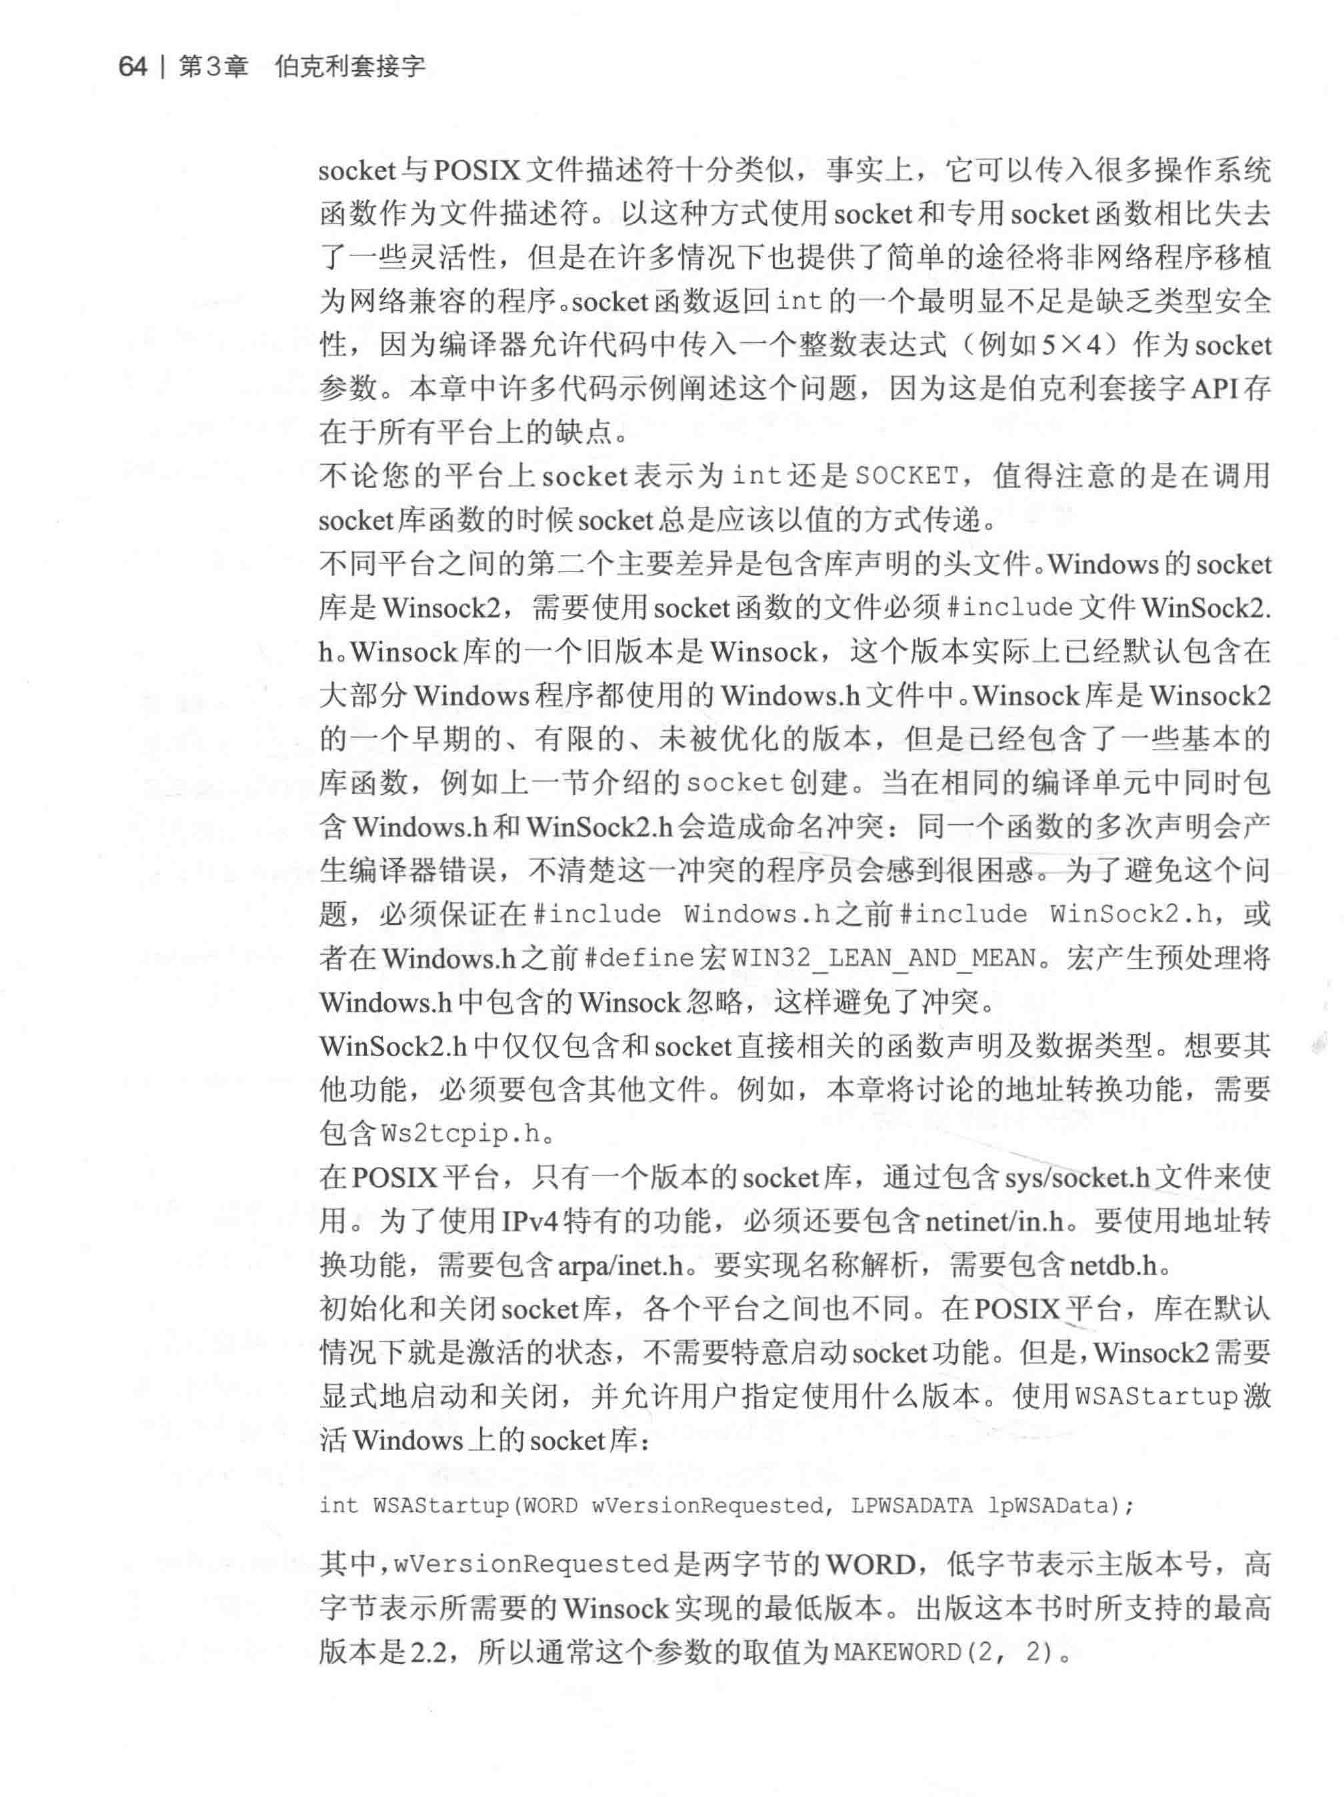 64 | 第3章 伯克利套接字
socket与POSIX文件描述符十分类似，事实上，它可以传入很多操作系统
函数作为文件描述符。以这种方式使用socket和专用socket函数相比失去
了一些灵活性，但是在许多情况下也提供了简单的途径将非网络程序移植
为网络兼容的程序。socket函数返回int的一个最明显不足是缺乏类型安全
性，因为编译器允许代码中传入一个整数表达式（例如5×4）作为socket
参数。本章中许多代码示例阐述这个问题，因为这是伯克利套接字API存
在于所有平台上的缺点。
不论您的平台上socket表示为int还是SOCKET，值得注意的是在调用
socket库函数的时候socket总是应该以值的方式传递。
不同平台之间的第二个主要差异是包含库声明的头文件。Windows的socket
库是Winsock2，需要使用socket函数的文件必须#include文件WinSock2.
h。Winsock库的一个旧版本是Winsock，这个版本实际上已经默认包含在
大部分Windows程序都使用的Windows.h文件中。Winsock库是Winsock2
的一个早期的、有限的、未被优化的版本，但是已经包含了一些基本的
库函数，例如上一节介绍的socket创建。当在相同的编译单元中同时包
含Windows.h和WinSock2.h会造成命名冲突：同一个函数的多次声明会产
生编译器错误，不清楚这一冲突的程序员会感到很困惑。为了避免这个问
题，必须保证在#include Windows.h之前#include WinSock2.h，或
者在Windows.h之前#define宏WIN32_LEAN_AND_MEAN。宏产生预处理将
Windows.h中包含的Winsock忽略，这样避免了冲突。
WinSock2.h中仅仅包含和socket直接相关的函数声明及数据类型。想要其
他功能，必须要包含其他文件。例如，本章将讨论的地址转换功能，需要
包含Ws2tcpip.h。
在POSIX平台，只有一个版本的socket库，通过包含sys/socket.h文件来使
用。为了使用IPv4特有的功能，必须还要包含netinet/in.h。要使用地址转
换功能，需要包含arpa/inet.h。要实现名称解析，需要包含netdb.h。
初始化和关闭socket库，各个平台之间也不同。在POSIX平台，库在默认
情况下就是激活的状态，不需要特意启动socket功能。但是，Winsock2需要
显式地启动和关闭，并允许用户指定使用什么版本。使用WSAStartup激
活Windows上的socket库：
int WSAStartup(WORD wVersionRequested, LPWSADATA lpWSAData);
其中，wVersionRequested是两字节的WORD，低字节表示主版本号，高
字节表示所需要的Winsock实现的最低版本。出版这本书时所支持的最高
版本是2.2，所以通常这个参数的取值为MAKEWORD(2, 2)。